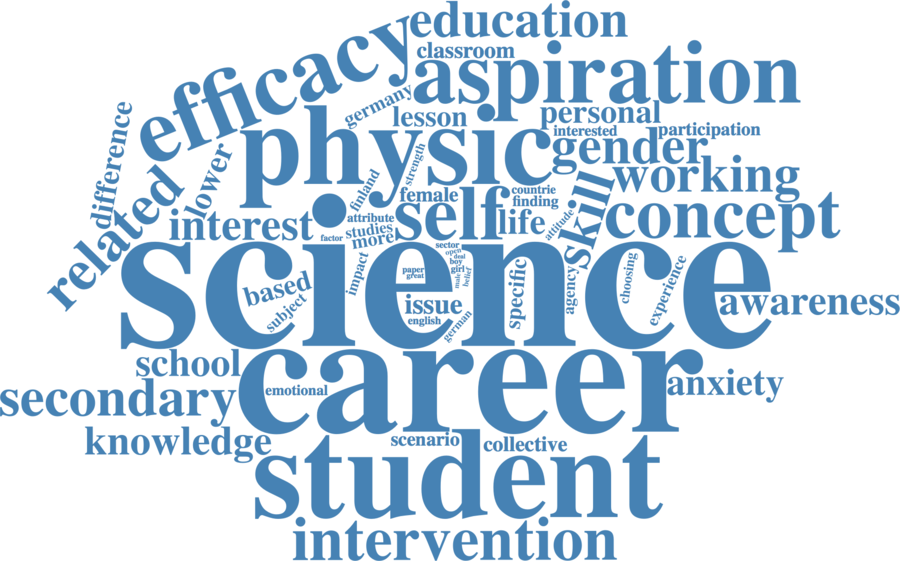 education
efficacy
classroom
aspiration
germany
lesson
personal
physic
interested
participation
difference
gender
lower
strength
working
related
finland
female
countrie
finding
skill
self
life
concept
interest
attribute
studies
factor
more
attitude
science
sector
open
deal
boy
girl
paper
great
male
belief
impact
based
subject
issue
english
german
specific
agency
choosing
experience
awareness
school
career
secondary
emotional
anxiety
knowledge
scenario
collective
student
intervention